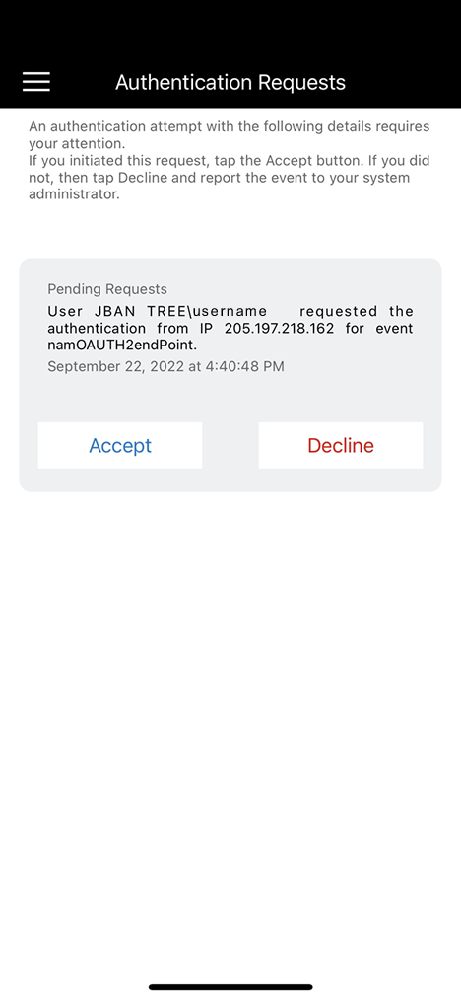 Authentication Requests
An authentication attempt with the following details requires
your attention.
If you initiated this request, tap the Accept button. If you did
not, then tap Decline and report the event to your system
administrator.
Pending Requests
User JBAN TREE\username requested the
authentication from IP 205.197.218.162 for event
namOAUTH2endPoint.
September 22, 2022 at 4:40:48 PM
Accept
Decline